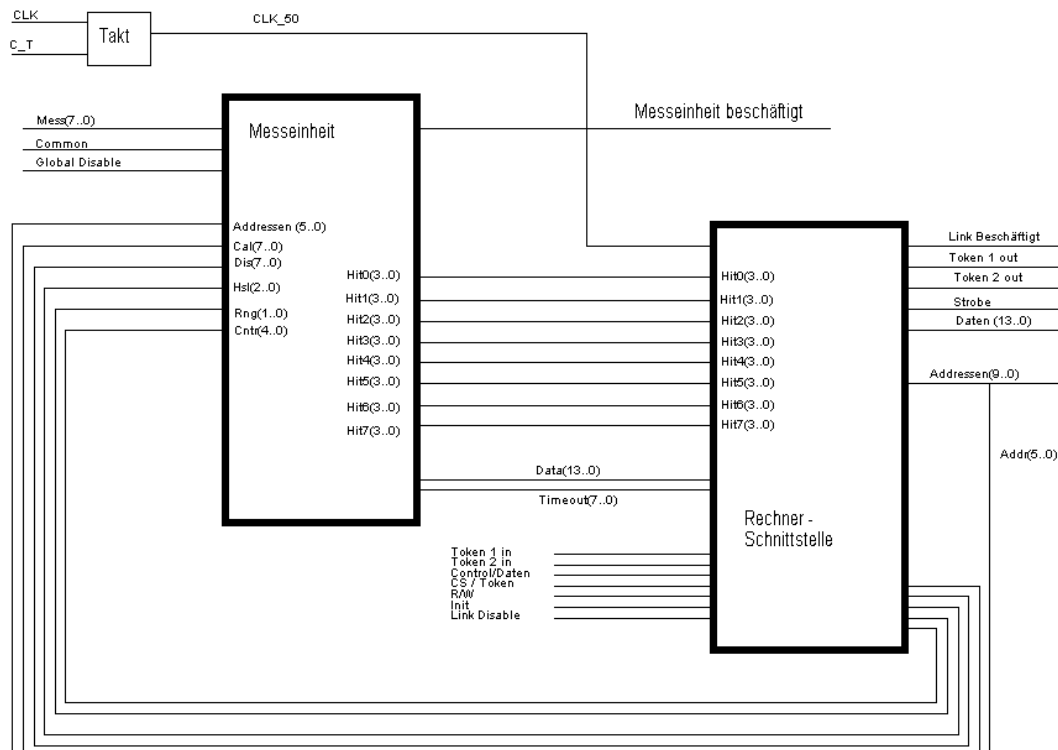 CLK
C_T
Takt
CLK_50
Mess(7..0)
Common
Global Disable
Messeinheit
Messeinheit beschäftigt
Addressen (5..0)
Cal(7..0)
Dis(7..0)
Hsl(2..0)
Rng(1..0)
Cntr(4..0)
Hit0(3..0)
Hit1(3..0)
Hit2(3..0)
Hit3(3..0)
Hit4(3..0)
Hit5(3..0)
Hit6(3..0)
Hit7(3..0)
Data(13..0)
Timeout(7..0)
Hit0(3..0)
Hit1(3..0)
Hit2(3..0)
Hit3(3..0)
Hit4(3..0)
Hit5(3..0)
Hit6(3..0)
Hit7(3..0)
Rechner -
Schnittstelle
Link Beschäftigt
Token 1 out
Token 2 out
Strobe
Daten (13..0)
Addressen(9..0)
Addr(5..0)
Token 1 in
Token 2 in
Control/Daten
CS / Token
R/W
Init
Link Disable